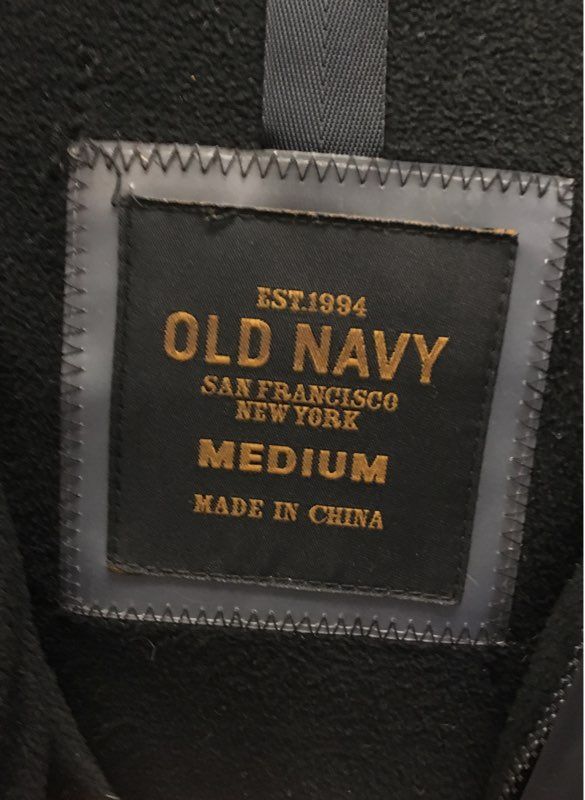 EST.1994
OLD NAVY
SAN FRANCISCO
NEW YORK
MEDIUM
MADE IN CHINA